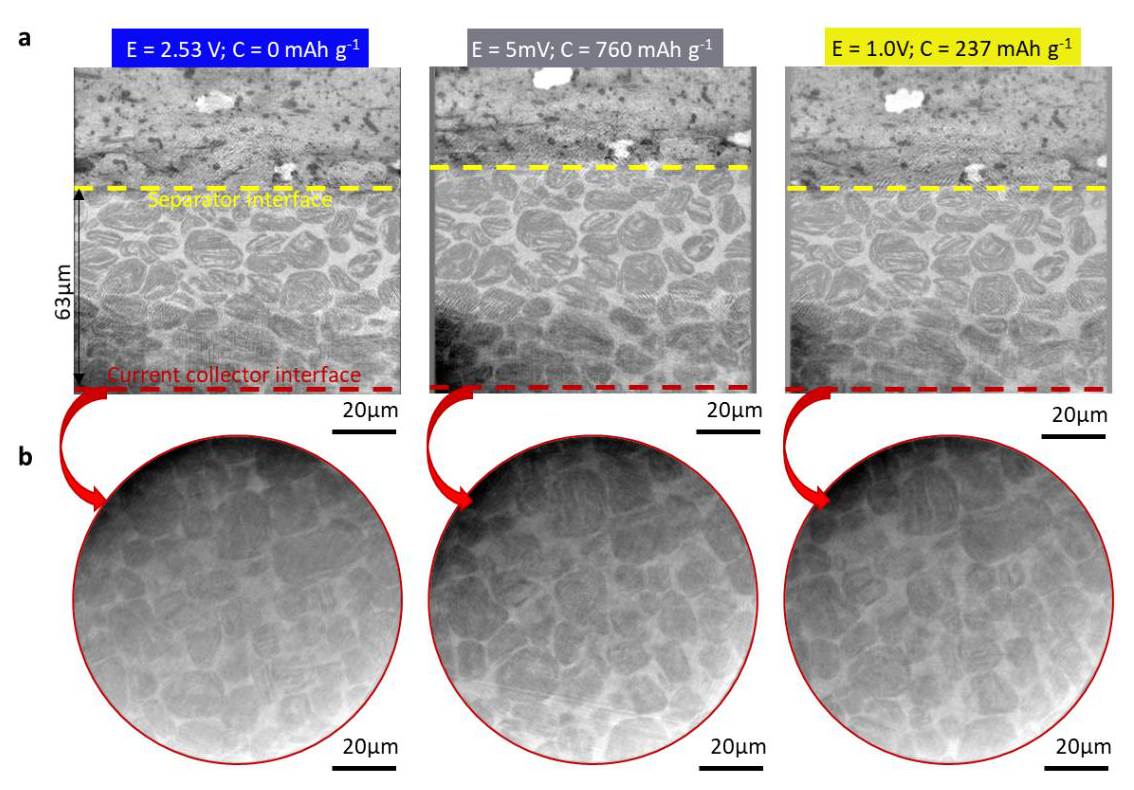 a
E = 2.53 V; C = 0 mAh g-1
E = 5mV; C = 760 mAh g-1
E = 1.0V; C = 237 mAh g-1
Separator interface
63µm
Current collector interface
20µm
20µm
20µm
b
20µm
20µm
20µm